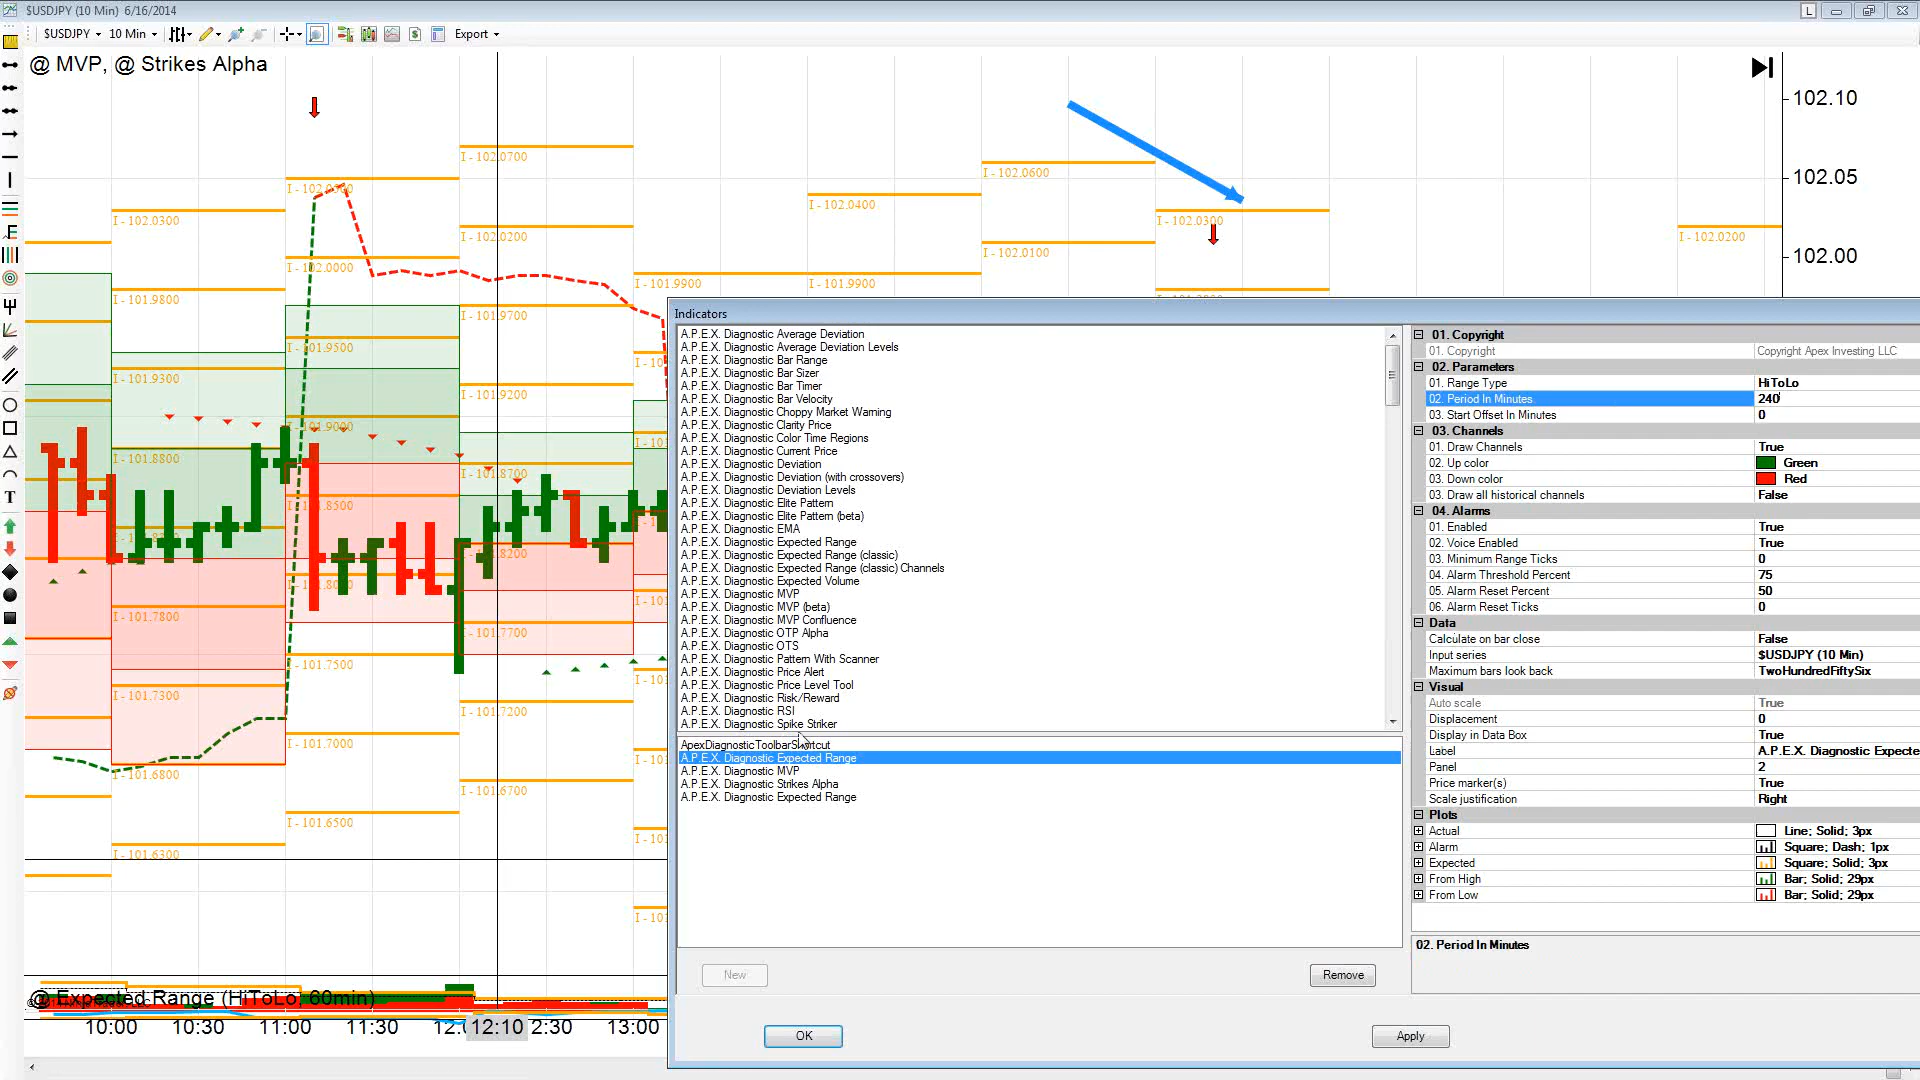 $USDJPY (10 Min) 6/16/2014
L
$USDJPY 10 Min Export
@ MVP, @ Strikes Alpha
102.10
102.05
102.00
I - 102.0700
I - 102.0600
I - 102.0300
I - 102.0400
I - 102.0300
I - 102.0200
I - 102.0200
I - 102.0100
I - 102.0000
I - 101.9900
I - 101.9900
I - 101.9800
I - 101.9700
I - 101.9500
I - 101.9300
I - 101.9200
I - 101.9000
I - 101.8800
I - 101.8700
I - 101.8500
I - 101.7800
I - 101.7700
I - 101.7500
I - 101.7300
I - 101.7200
I - 101.7000
I - 101.6800
I - 101.6700
I - 101.6500
I - 101.6300
@ Expected Range (HiToLo, 60min)
10:00 10:30 11:00 11:30 12:10 2:30 13:00
Indicators
A.P.E.X. Diagnostic Average Deviation
A.P.E.X. Diagnostic Average Deviation Levels
A.P.E.X. Diagnostic Bar Range
A.P.E.X. Diagnostic Bar Sizer
A.P.E.X. Diagnostic Bar Timer
A.P.E.X. Diagnostic Bar Velocity
A.P.E.X. Diagnostic Choppy Market Warning
A.P.E.X. Diagnostic Clarity Price
A.P.E.X. Diagnostic Color Time Regions
A.P.E.X. Diagnostic Current Price
A.P.E.X. Diagnostic Deviation
A.P.E.X. Diagnostic Deviation (with crossovers)
A.P.E.X. Diagnostic Deviation Levels
A.P.E.X. Diagnostic Elite Pattern
A.P.E.X. Diagnostic Elite Pattern (beta)
A.P.E.X. Diagnostic EMA
A.P.E.X. Diagnostic Expected Range
A.P.E.X. Diagnostic Expected Range (classic)
A.P.E.X. Diagnostic Expected Range (classic) Channels
A.P.E.X. Diagnostic Expected Volume
A.P.E.X. Diagnostic MVP
A.P.E.X. Diagnostic MVP (beta)
A.P.E.X. Diagnostic MVP Confluence
A.P.E.X. Diagnostic OTP Alpha
A.P.E.X. Diagnostic OTS
A.P.E.X. Diagnostic Pattern With Scanner
A.P.E.X. Diagnostic Price Alert
A.P.E.X. Diagnostic Price Level Tool
A.P.E.X. Diagnostic Risk/Reward
A.P.E.X. Diagnostic RSI
A.P.E.X. Diagnostic Spike Striker
ApexDiagnosticToolbarShortcut
A.P.E.X. Diagnostic Expected Range
A.P.E.X. Diagnostic MVP
A.P.E.X. Diagnostic Strikes Alpha
A.P.E.X. Diagnostic Expected Range
New
Remove
OK
Apply
01. Copyright
01. Copyright Copyright Apex Investing LLC
02. Parameters
01. Range Type HiToLo
02. Period In Minutes 240
03. Start Offset In Minutes 0
03. Channels
01. Draw Channels True
02. Up color Green
03. Down color Red
03. Draw all historical channels False
04. Alarms
01. Enabled True
02. Voice Enabled True
03. Minimum Range Ticks 0
04. Alarm Threshold Percent 75
05. Alarm Reset Percent 50
06. Alarm Reset Ticks 0
Data
Calculate on bar close False
Input series $USDJPY (10 Min)
Maximum bars look back TwoHundredFiftySix
Visual
Auto scale True
Displacement 0
Display in Data Box True
Label A.P.E.X. Diagnostic Expecte
Panel 2
Price marker(s) True
Scale justification Right
Plots
Actual Line; Solid; 3px
Alarm Square; Dash; 1px
Expected Square; Solid; 3px
From High Bar; Solid; 29px
From Low Bar; Solid; 29px
02. Period In Minutes